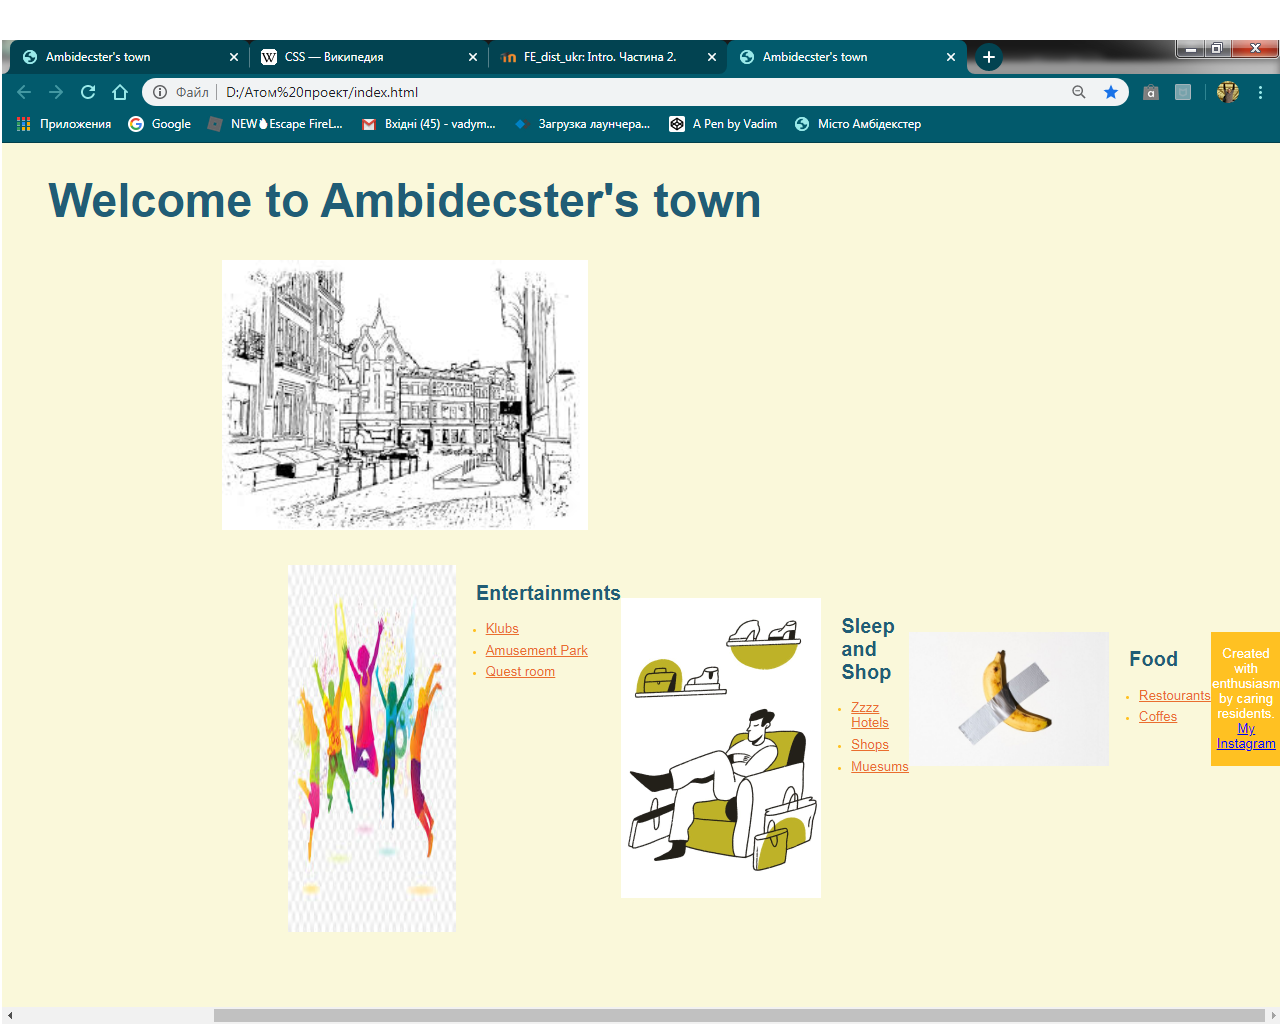 Ambidecster's town
CSS — Википедия
FE_dist_ukr: Intro. Частина 2.
Ambidecster's town
Файл
D:/Атом%20проект/index.html
Приложения
Google
NEW Escape FireL...
Вхідні (45) - vadym...
Загрузка лаунчера...
A Pen by Vadim
Місто Амбідекстер
Welcome to Ambidecster's town
Entertainments
Klubs
Amusement Park
Quest room
Sleep
and
Shop
Zzzz
Hotels
Shops
Muesums
Food
Restourants
Coffes
Created
with
enthusiasm
by caring
residents.
My
Instagram